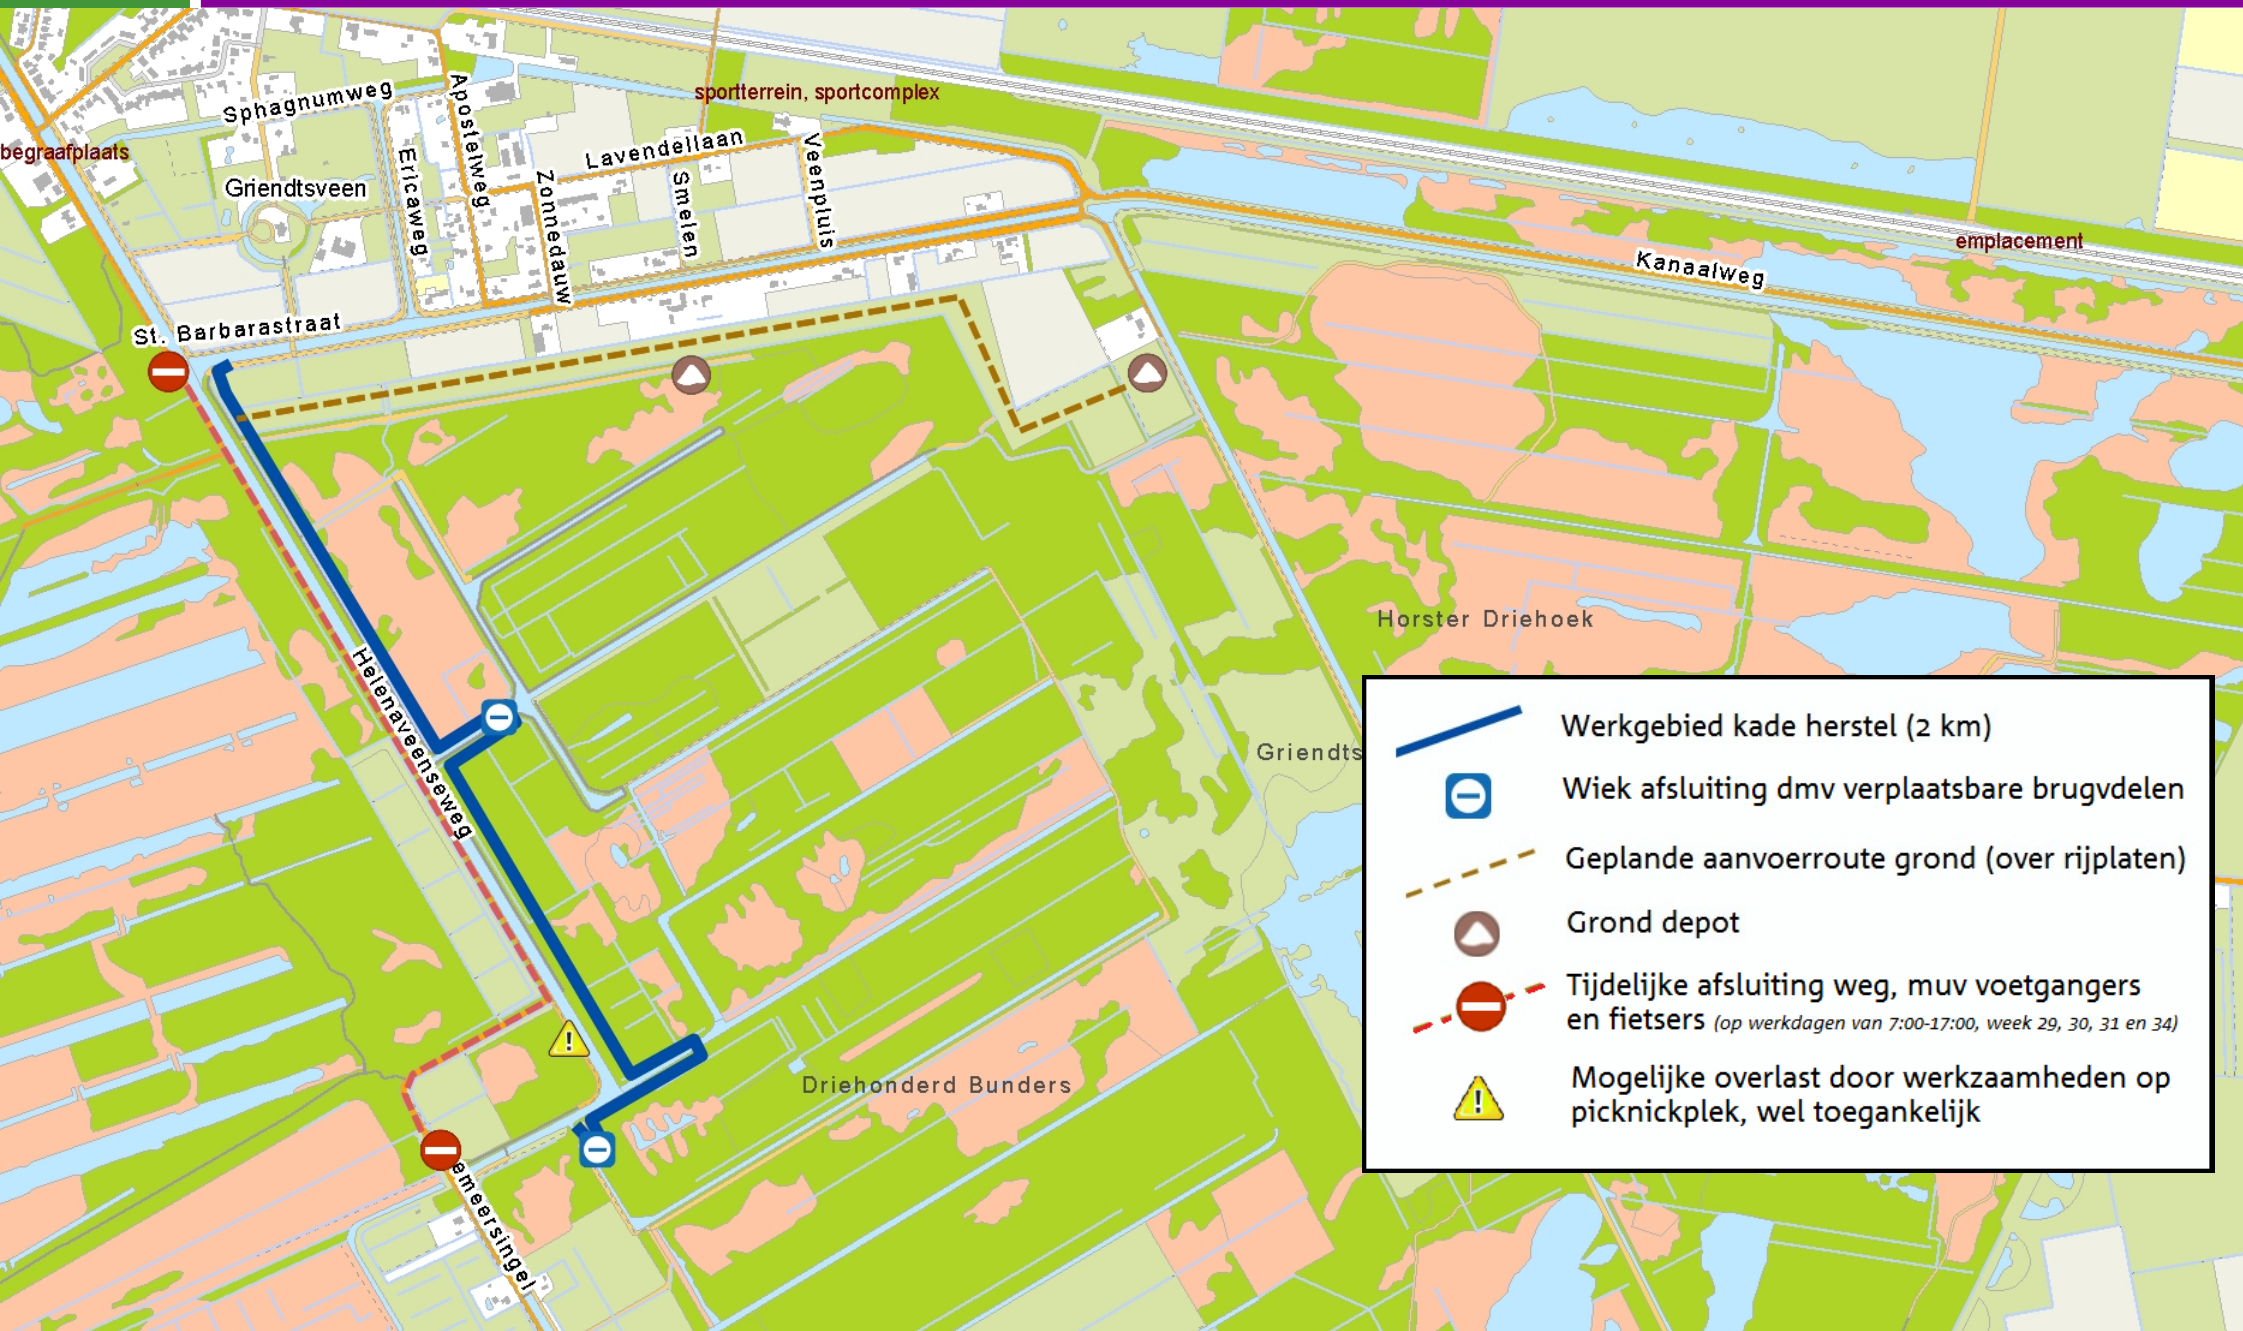 Sphagnumweg
Apostelweg
sportterrein, sportcomplex
begraafplaats
Lavendellaan
Ericaweg
Veenpluis
Griendtsveen
Zonnedauw
Smelen
emplacement
Kanaalweg
St. Barbarastraat
Horster Driehoek
Helenaveenseweg
Griendts
Driehonderd Bunders
emeersingel
Werkgebied kade herstel (2 km)
Wiek afsluiting dmv verplaatsbare brugvdelen
Geplande aanvoerroute grond (over rijplaten)
Grond depot
Tijdelijke afsluiting weg, muv voetgangers
en fietsers (op werkdagen van 7:00-17:00, week 29, 30, 31 en 34)
Mogelijke overlast door werkzaamheden op
picknickplek, wel toegankelijk